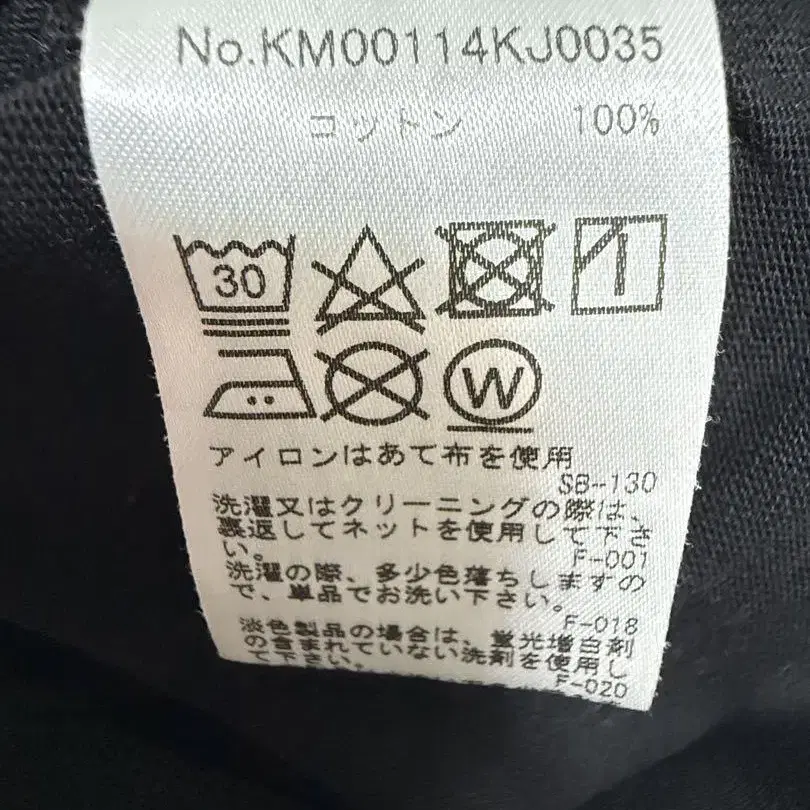 No.KM00114KJ0035
コットン 100%
30
W
アイロンはあて布を使用
SB-130
洗濯又はクリーニングの際は、
裏返してネットを使用して下さ
い。
F-001
洗濯の際、多少色落ちしますの
で、単品でお洗い下さい。
F-018
淡色製品の場合は、蛍光増白剤
の含まれていない洗剤を使用し
て下さい。
F-020